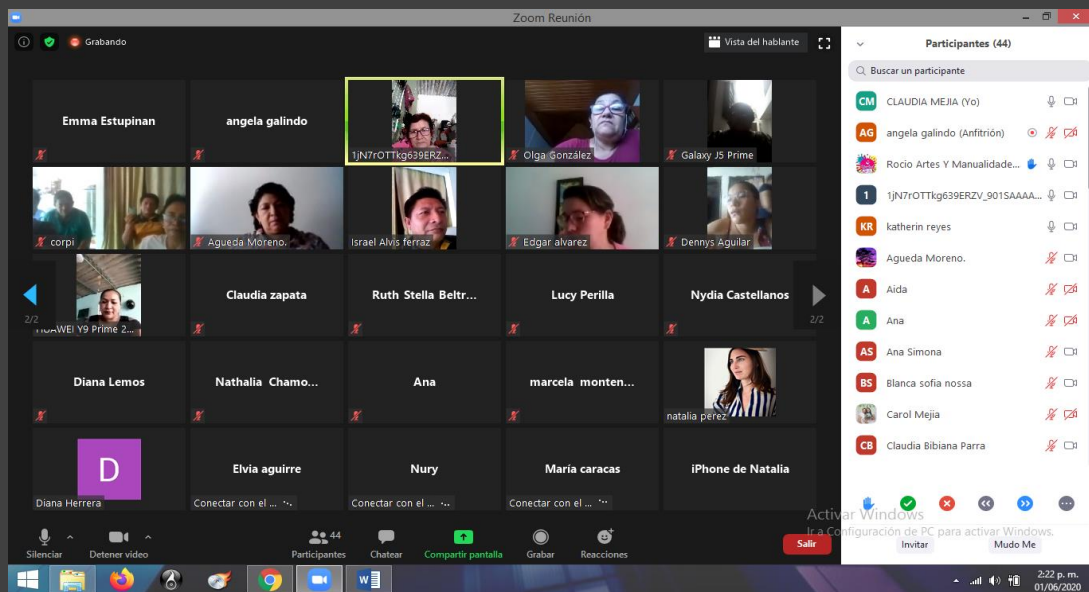 Zoom Reunión
Grabando
Vista del hablante
Emma Estupinan
angela galindo
1jN7rOTTkg639ERZ...
Olga González
Galaxy J5 Prime
corpi
Agueda Moreno.
Israel Alvis ferraz
Edgar alvarez
Dennys Aguilar
2/2
HUAWEI Y9 Prime 2...
Claudia zapata
Ruth Stella Beltr...
Lucy Perilla
Nydia Castellanos
2/2
Diana Lemos
Nathalia Chamo...
Ana
marcela monten...
natalia perez
D
Diana Herrera
Elvia aguirre
Conectar con el ...
Nury
Conectar con el ...
María caracas
Conectar con el ...
iPhone de Natalia
Silenciar
Detener video
44
Participantes
Chatear
Compartir pantalla
Grabar
Reacciones
Salir
Participantes (44)
Buscar un participante
CM CLAUDIA MEJIA (Yo)
AG angela galindo (Anfitrión)
Rocio Artes Y Manualidade...
1 1jN7rOTTkg639ERZV_901SAAAA...
KR katherin reyes
Agueda Moreno.
A Aida
A Ana
AS Ana Simona
BS Blanca sofia nossa
Carol Mejia
CB Claudia Bibiana Parra
Activar Windows
Ir a Configuración de PC para activar Windows.
Invitar
Mudo Me
2:22 p. m.
01/06/2020